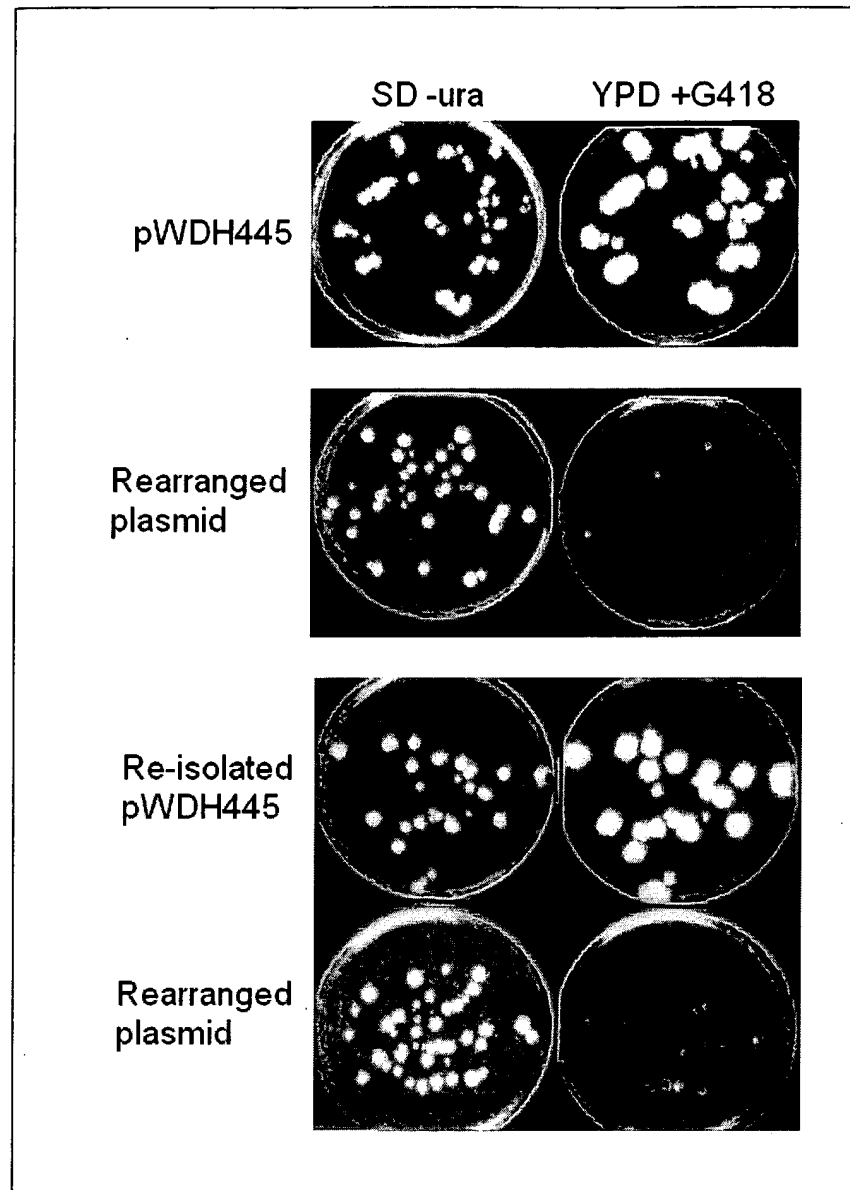 SD -ura YPD +G418
pWDH445
Rearranged
plasmid
Re-isolated
pWDH445
Rearranged
plasmid